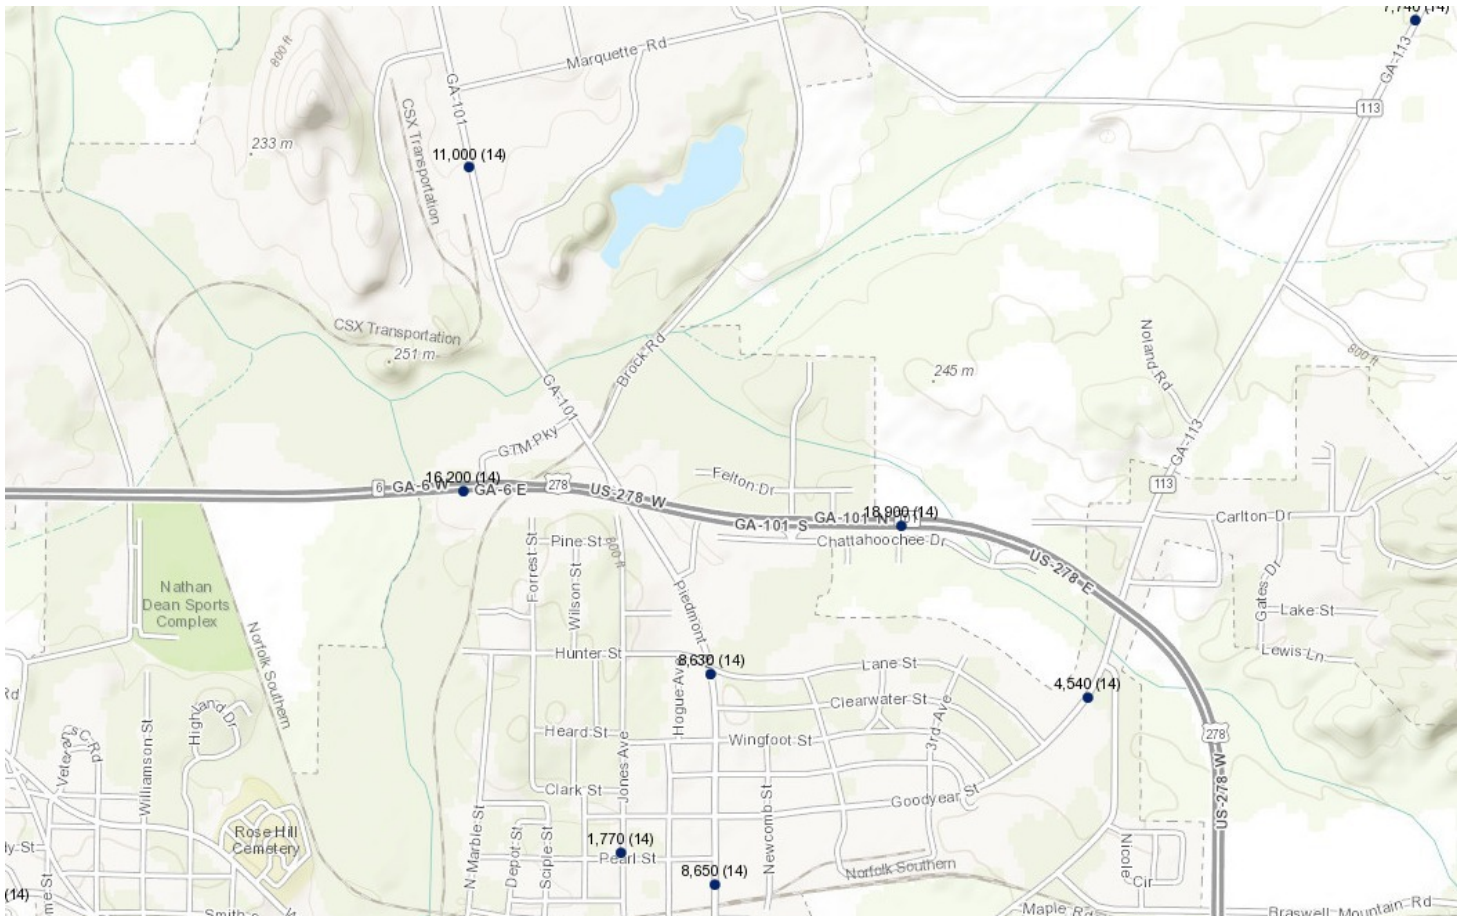 7,740 (14)
GA-113
Marquette Rd
800 ft
GA-101
CSX Transportation
113
233 m
11,000 (14)
CSX Transportation
251 m
Brock Rd
245 m
Noland Rd
800 ft
GA-101
GTM Pky
GA-113
16,200 (14)
6
GA-6 W
GA-6 E
278
US-278 W
Felton Dr
113
GA-101 S
GA-101 N
18,900 (14)
Carlton Dr
Chattahoochee Dr
US-278 E
Forrest St
Pine St
800 ft
Wilson St
Piedmont
Nathan
Dean Sports
Complex
Gates Dr
Lake St
Lewis Ln
Norfolk Southern
Hunter St
Hogue Ave
8,630 (14)
Lane St
4,540 (14)
Clearwater St
3rd Ave
Rd
Highland Dr
Williamson St
Heard St
Jones Ave
Wingfoot St
278
US-278 W
Clark St
Goodyear St
Newcomb St
N Marble St
Depot St
Sciple St
Rose Hill
Cemetery
1,770 (14)
Pearl St
8,650 (14)
Norfolk Southern
Nicole
Cir
Maple Rd
Braswell Mountain Rd
(14)